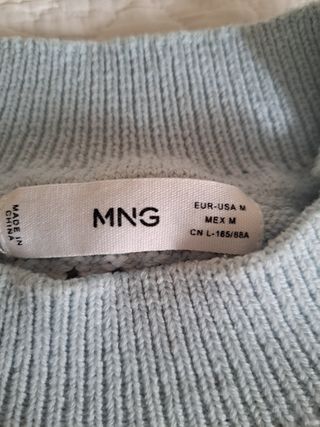 MADE IN
CHINA
MNG
EUR-USA M
MEX M
CN L-165/88A